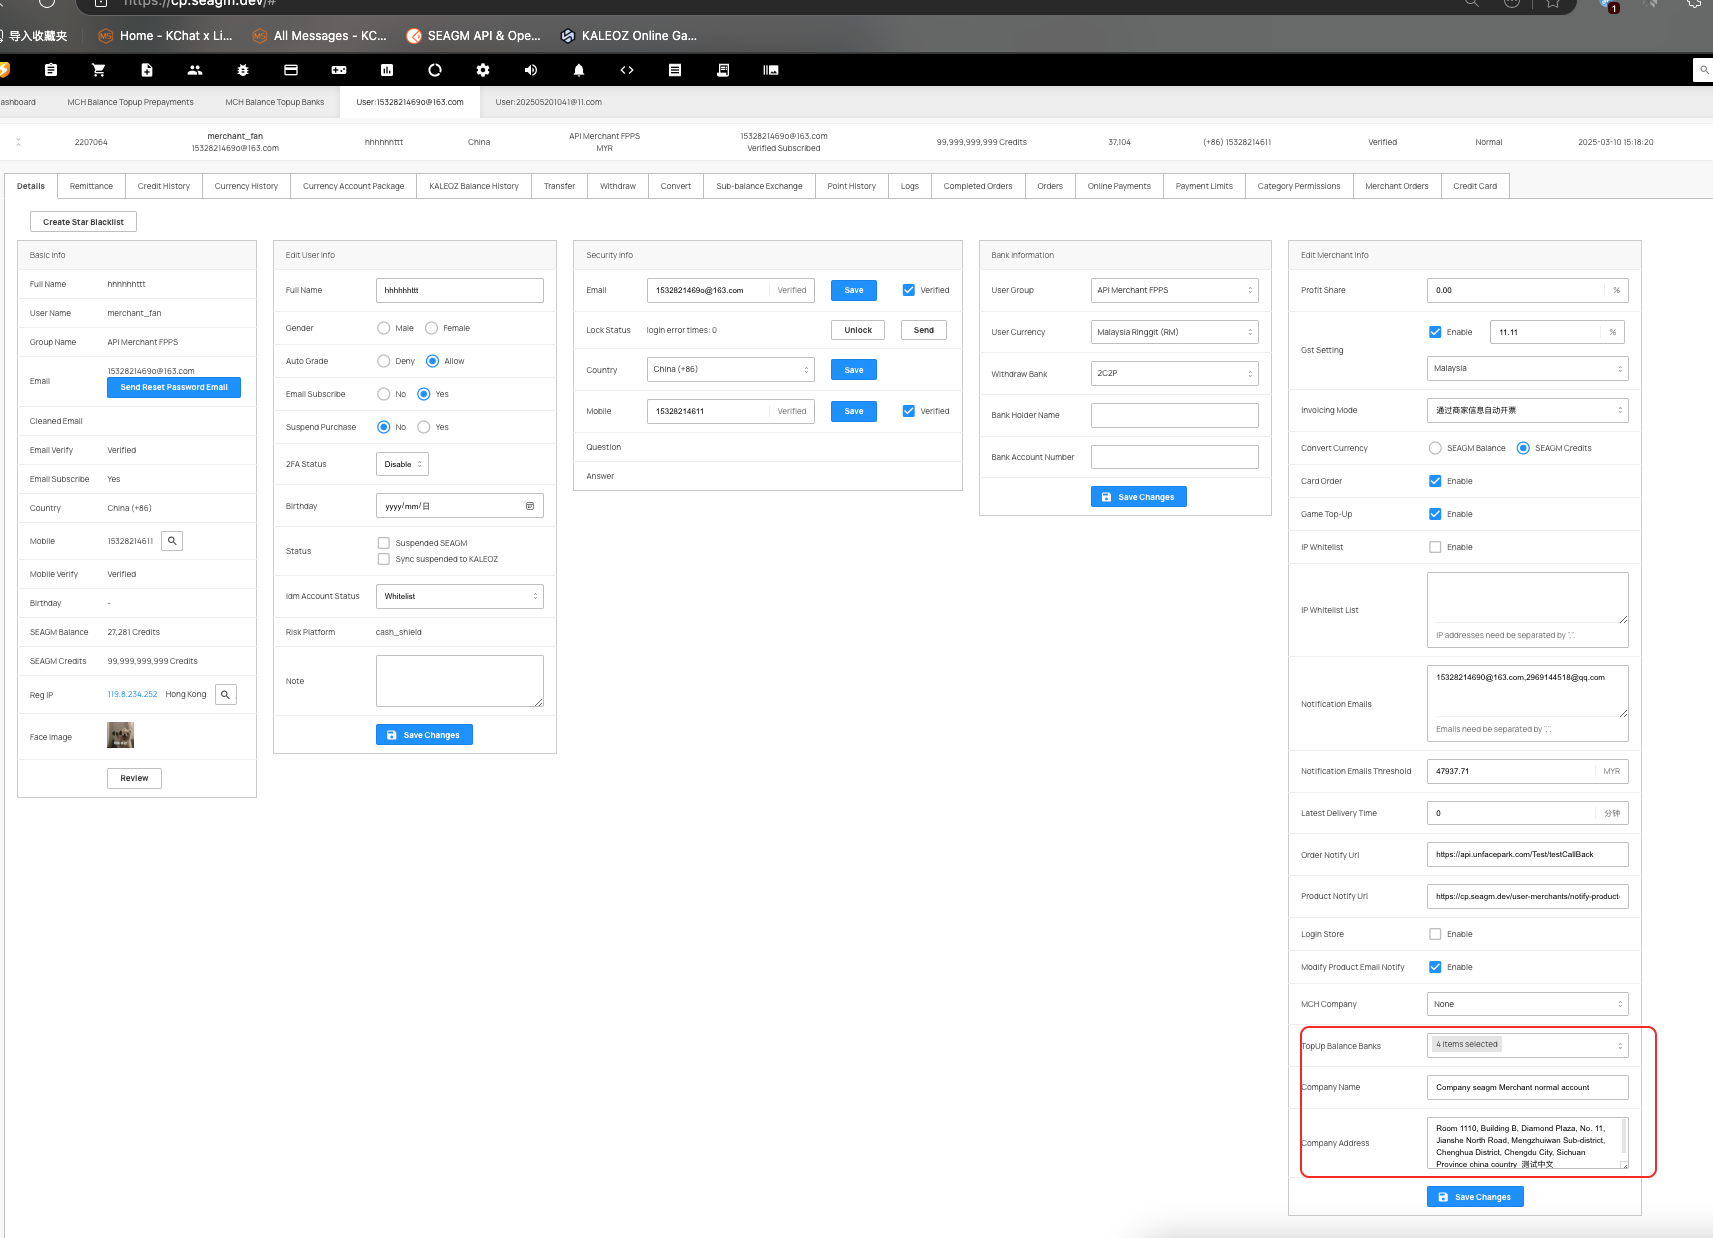 https://cp.seagm.dev/#
导入收藏夹
Home - KChat x Li...
All Messages - KC...
SEAGM API & Ope...
KALEOZ Online Ga...
1
ashboard
MCH Balance Topup Prepayments
MCH Balance Topup Banks
User:1532821469o@163.com
User:202505201041@11.com
2207064
merchant_fan
1532821469o@163.com
hhhhhhttt
China
API Merchant FPPS
MYR
1532821469o@163.com
Verified Subscribed
99,999,999,999 Credits
37,104
(+86) 15328214611
Verified
Normal
2025-03-10 15:18:20
Details
Remittance
Credit History
Currency History
Currency Account Package
KALEOZ Balance History
Transfer
Withdraw
Convert
Sub-balance Exchange
Point History
Logs
Completed Orders
Orders
Online Payments
Payment Limits
Category Permissions
Merchant Orders
Credit Card
Create Star Blacklist
Basic Info
Full Name hhhhhhttt
User Name merchant_fan
Group Name API Merchant FPPS
Email 1532821469o@163.com
Send Reset Password Email
Cleaned Email
Email Verify Verified
Email Subscribe Yes
Country China (+86)
Mobile 15328214611
Mobile Verify Verified
Birthday -
SEAGM Balance 27,281 Credits
SEAGM Credits 99,999,999,999 Credits
Reg IP 119.8.234.252 Hong Kong
Face Image
Review
Edit User Info
Full Name hhhhhhttt
Gender Male Female
Auto Grade Deny Allow
Email Subscribe No Yes
Suspend Purchase No Yes
2FA Status Disable
Birthday yyyy/mm/日
Status Suspended SEAGM
Sync suspended to KALEOZ
Idm Account Status Whitelist
Risk Platform cash_shield
Note
Save Changes
Security Info
Email 1532821469o@163.com Verified Save Verified
Lock Status login error times: 0 Unlock Send
Country China (+86) Save
Mobile 15328214611 Verified Save Verified
Question
Answer
Bank Information
User Group API Merchant FPPS
User Currency Malaysia Ringgit (RM)
Withdraw Bank 2C2P
Bank Holder Name
Bank Account Number
Save Changes
Edit Merchant Info
Profit Share 0.00 %
Gst Setting Enable 11.11 %
Malaysia
Invoicing Mode 通过商家信息自动开票
Convert Currency SEAGM Balance SEAGM Credits
Card Order Enable
Game Top-Up Enable
IP Whitelist Enable
IP Whitelist List
IP addresses need be separated by ','.
Notification Emails 15328214690@163.com,2969144518@qq.com
Emails need be separated by ','.
Notification Emails Threshold 47937.71 MYR
Latest Delivery Time 0 分钟
Order Notify Url https://api.unfacepark.com/Test/testCallBack
Product Notify Url https://cp.seagm.dev/user-merchants/notify-product-
Login Store Enable
Modify Product Email Notify Enable
MCH Company None
TopUp Balance Banks 4 items selected
Company Name Company seagm Merchant normal account
Company Address Room 1110, Building B, Diamond Plaza, No. 11,
Jianshe North Road, Mengzhuiwan Sub-district,
Chenghua District, Chengdu City, Sichuan
Province china country 测试中文
Save Changes